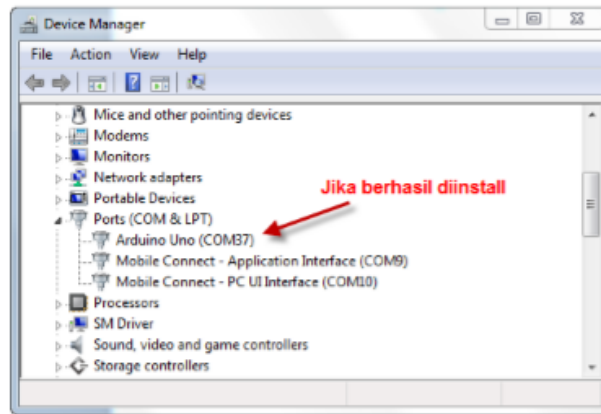 Device Manager
File Action View Help
Mice and other pointing devices
Modems
Monitors
Network adapters
Portable Devices
Jika berhasil diinstall
Ports (COM & LPT)
Arduino Uno (COM37)
Mobile Connect - Application Interface (COM9)
Mobile Connect - PC UI Interface (COM10)
Processors
SM Driver
Sound, video and game controllers
Storage controllers